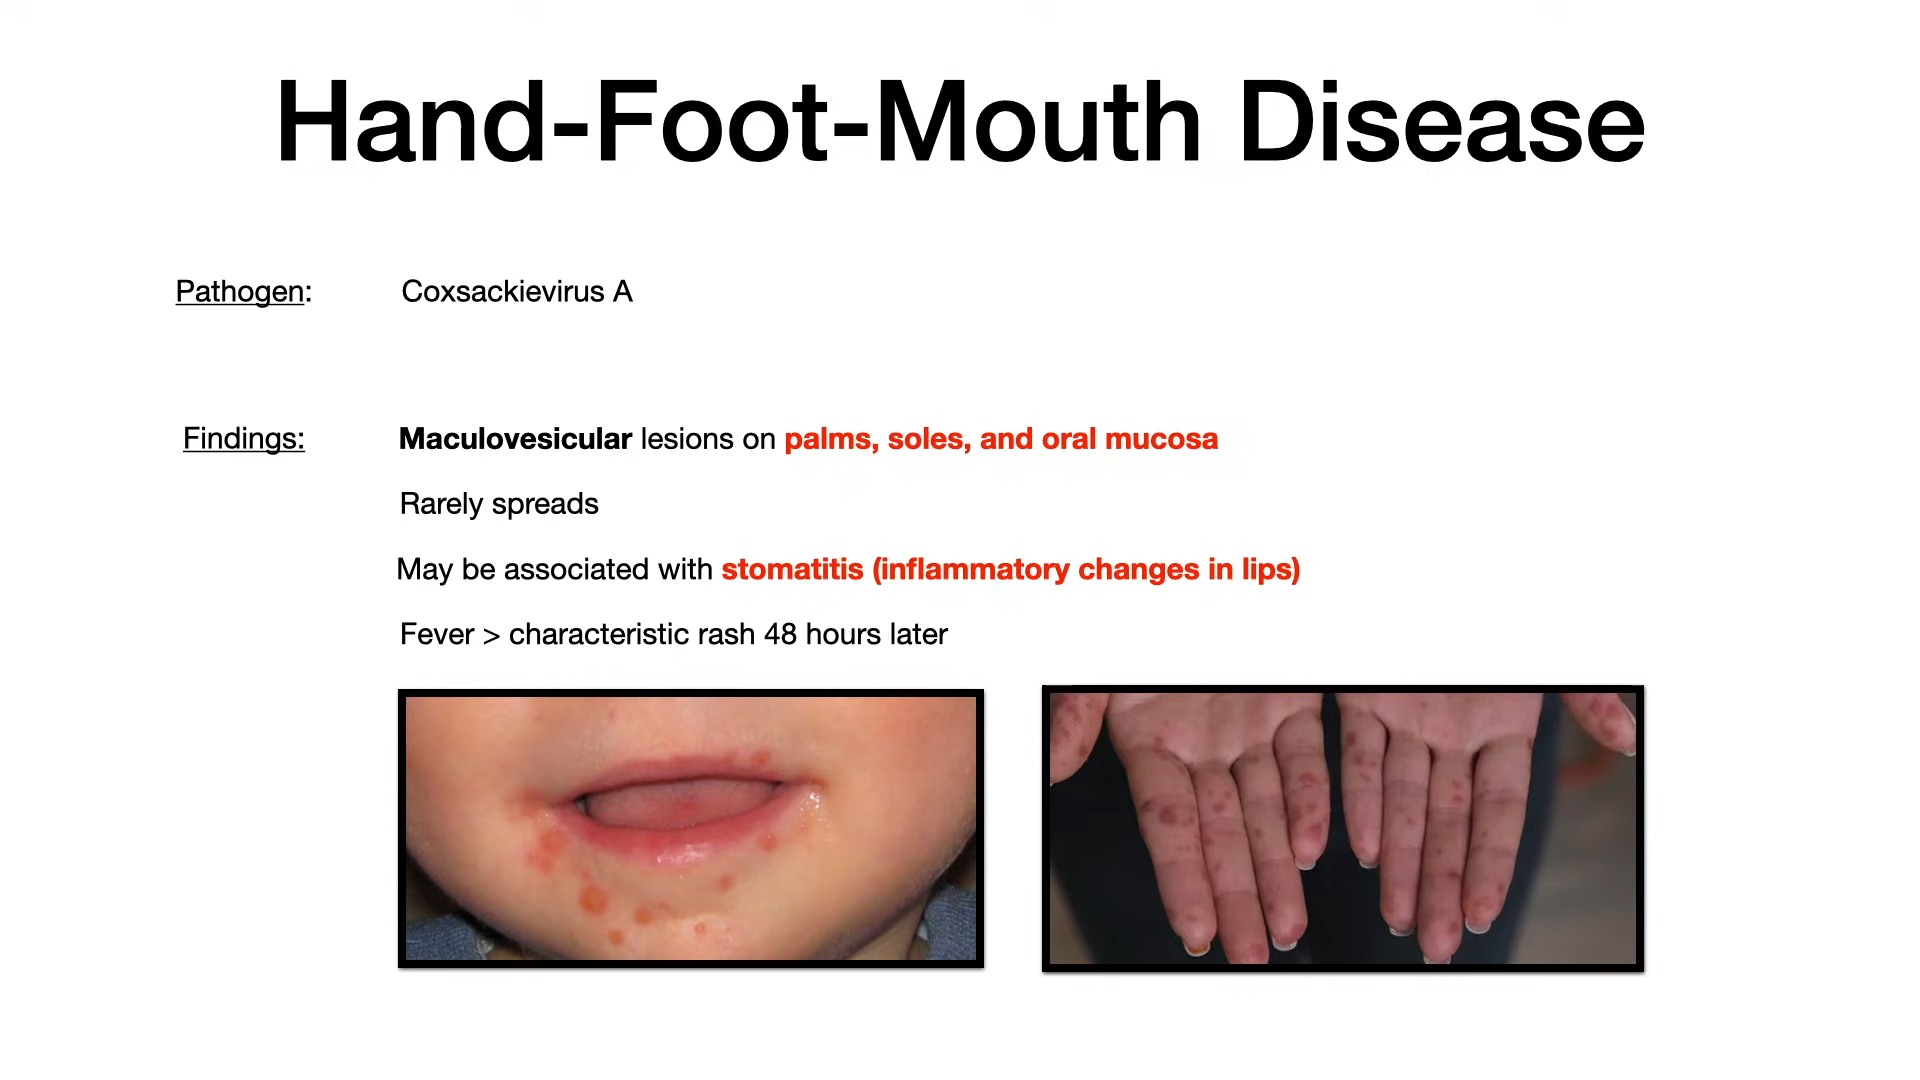 Hand-Foot-Mouth Disease
Pathogen: Coxsackievirus A
Findings: Maculovesicular lesions on palms, soles, and oral mucosa
Rarely spreads
May be associated with stomatitis (inflammatory changes in lips)
Fever > characteristic rash 48 hours later